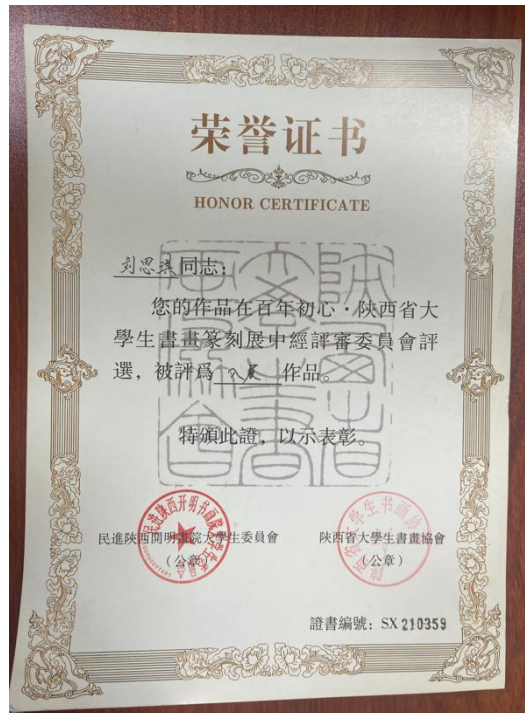 荣誉证书
HONOR CERTIFICATE
刘思琪同志：
您的作品在百年初心·陕西省大
學生書畫篆刻展中經評審委員會評
選，被評爲 入展 作品。
特頒此證，以示表彰。
民進陝西開明畫院大學生委員會
（公章）
陝西省大學生書畫協會
（公章）
證書編號：SX 210359